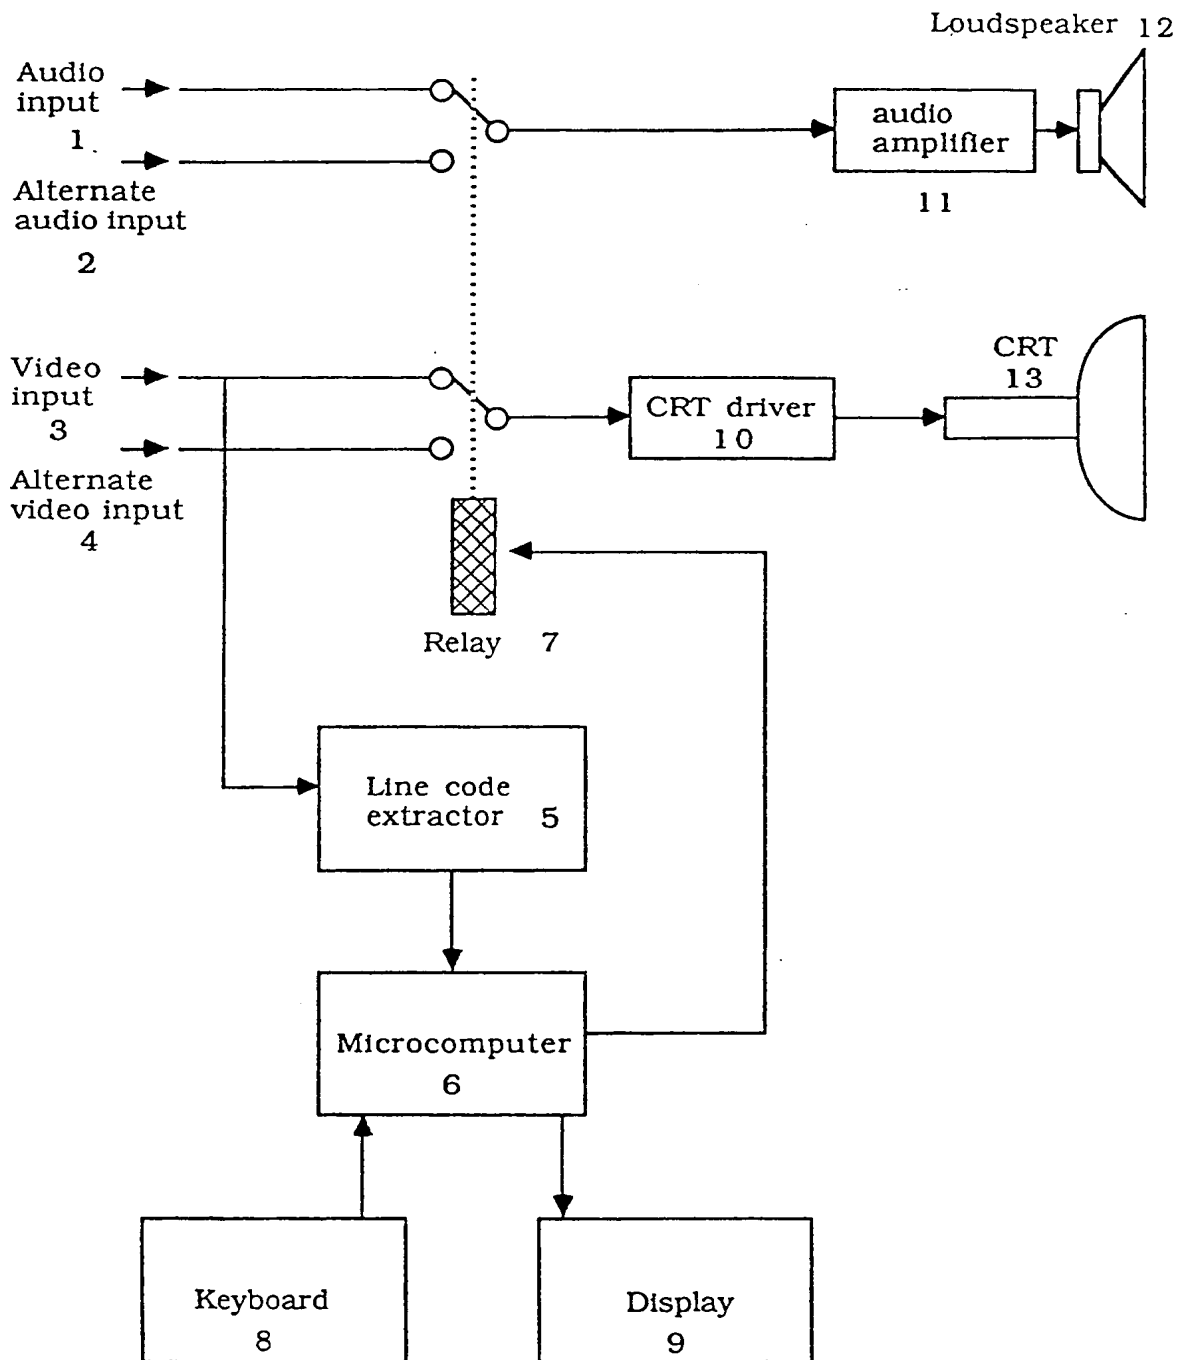 Loudspeaker 12
Audio
input
1
Alternate
audio input
2
audio
amplifier
11
Video
input
3
Alternate
video input
4
CRT
13
CRT driver
10
Relay 7
Line code
extractor 5
Microcomputer
6
Keyboard
8
Display
9